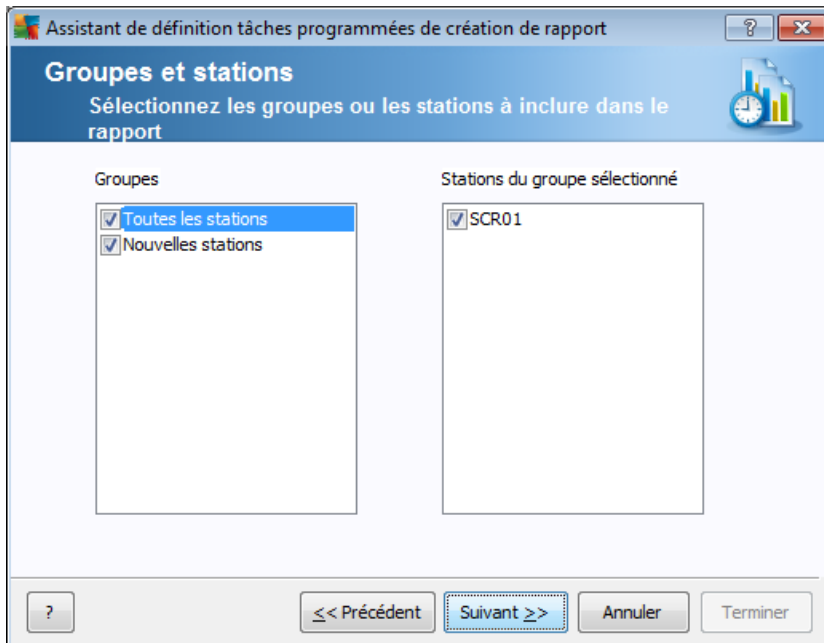 Assistant de définition tâches programmées de création de rapport
?
Groupes et stations
Sélectionnez les groupes ou les stations à inclure dans le
rapport
Groupes
Stations du groupe sélectionné
Toutes les stations
Nouvelles stations
SCR01
?
<< Précédent
Suivant >>
Annuler
Terminer